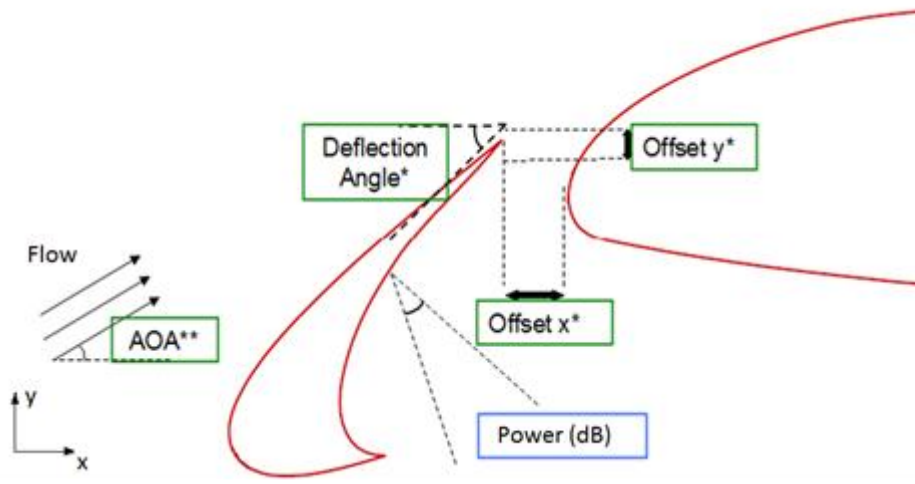 Deflection
Angle*
Offset y*
Flow
AOA**
Offset x*
y
x
Power (dB)